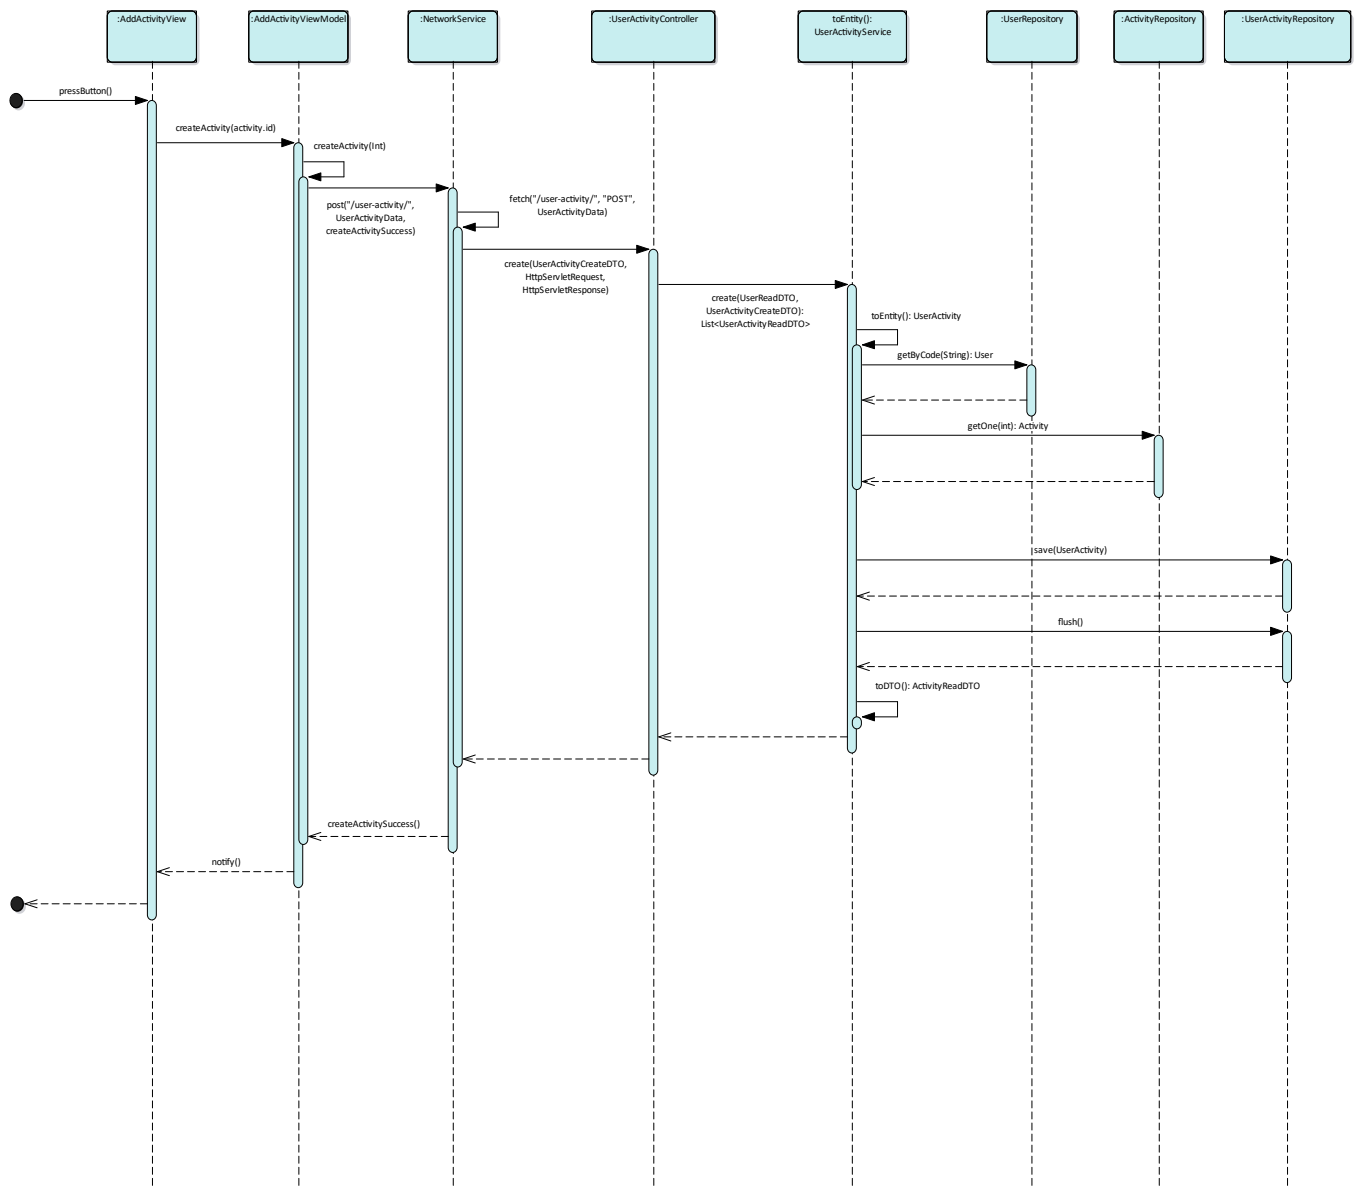 :AddActivityView
:AddActivityViewModel
:NetworkService
:UserActivityController
toEntity():
UserActivityService
:UserRepository
:ActivityRepository
:UserActivityRepository
pressButton()
createActivity(activity.id)
createActivity(Int)
post("/user-activity/",
UserActivityData,
createActivitySuccess)
fetch("/user-activity/", "POST",
UserActivityData)
create(UserActivityCreateDTO,
HttpServletRequest,
HttpServletResponse)
create(UserReadDTO,
UserActivityCreateDTO):
List<UserActivityReadDTO>
toEntity(): UserActivity
getByCode(String): User
getOne(int): Activity
save(UserActivity)
flush()
toDTO(): ActivityReadDTO
createActivitySuccess()
notify()